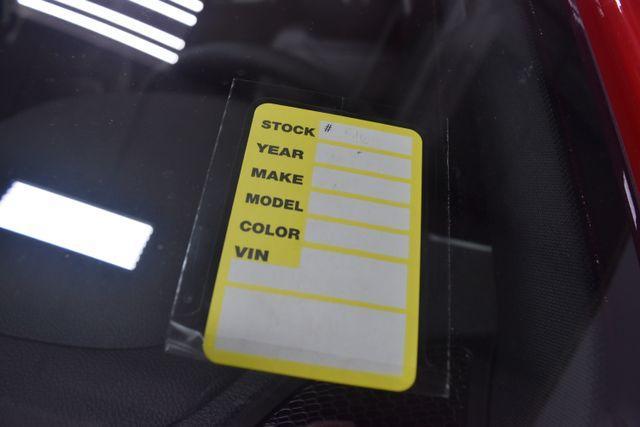 STOCK #
YEAR
MAKE
MODEL
COLOR
VIN